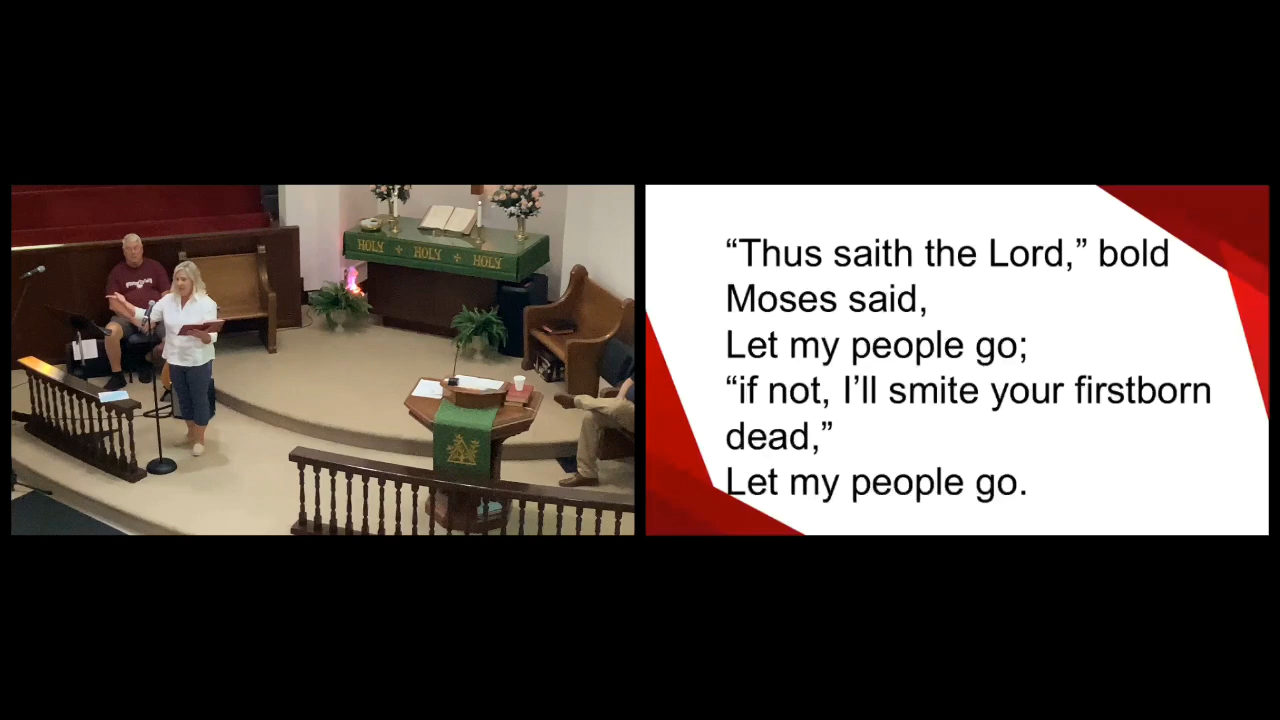 HOLY HOLY HOLY
“Thus saith the Lord,” bold
Moses said,
Let my people go;
“if not, I’ll smite your firstborn
dead,”
Let my people go.